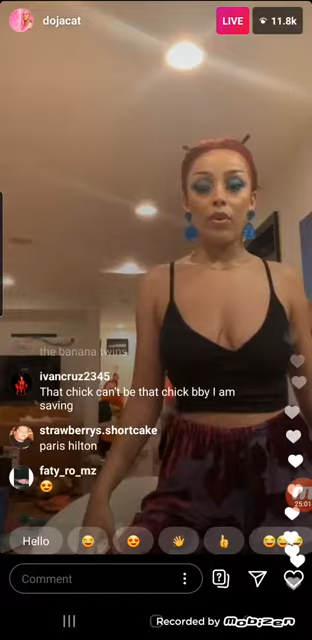 dojacat
LIVE
11.8k
the banana twins
ivancruz2345
That chick can't be that chick bby I am
saving
strawberrys.shortcake
paris hilton
faty_ro_mz
25:01
Hello
Comment
Recorded by mobizen